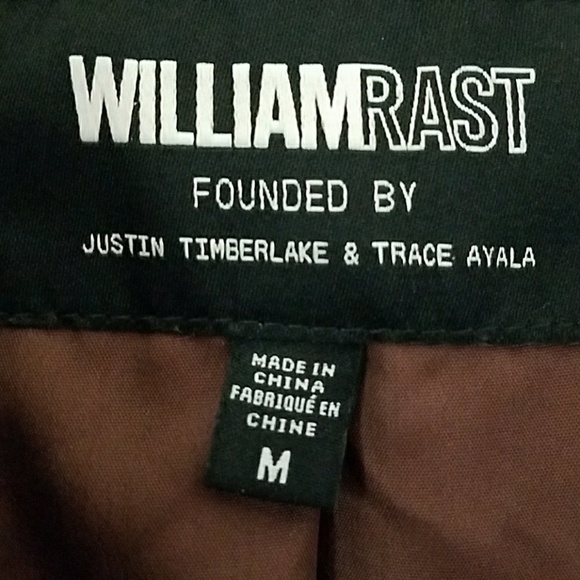 WILLIAMRAST
FOUNDED BY
JUSTIN TIMBERLAKE & TRACE AYALA
MADE IN
CHINA
FABRIQUÉ EN
CHINE
M